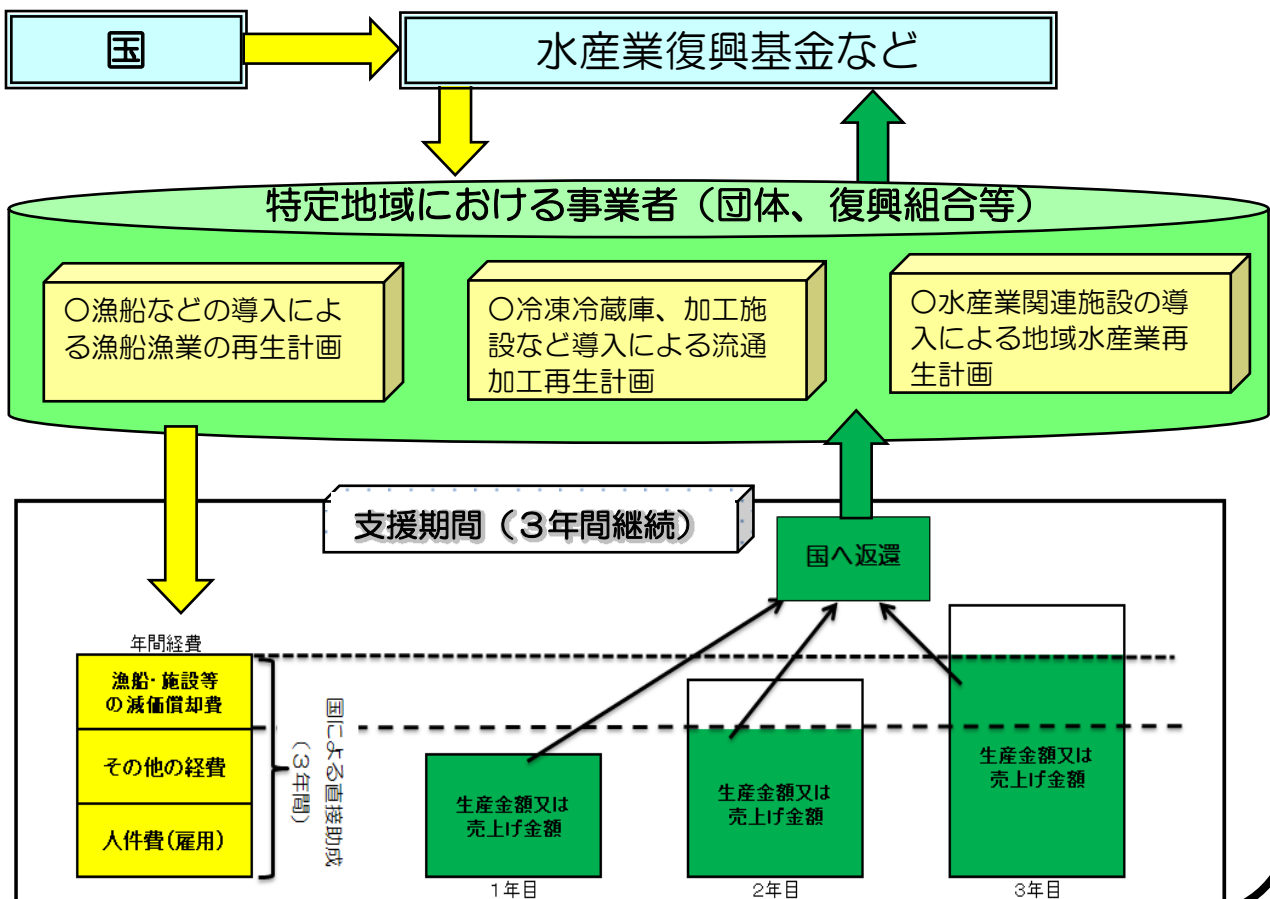 国
水産業復興基金など
特定地域における事業者（団体、復興組合等）
〇漁船などの導入によ
る漁船漁業の再生計画
〇冷凍冷蔵庫、加工施
設など導入による流通
加工再生計画
〇水産業関連施設の導
入による地域水産業再
生計画
支援期間（３年間継続）
国へ返還
年間経費
漁船・施設等
の減価償却費
その他の経費
人件費（雇用）
国による直接助成
（３年間）
生産金額又は
売上げ金額
1年目
生産金額又は
売上げ金額
2年目
生産金額又は
売上げ金額
3年目